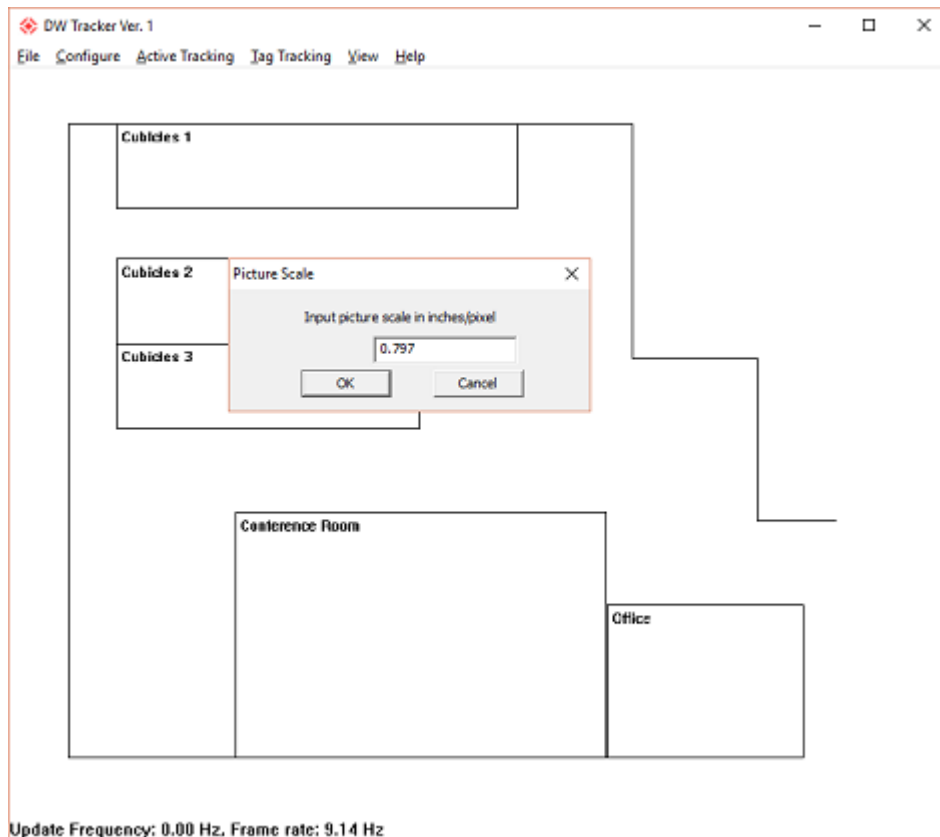 DW Tracker Ver. 1
File Configure Active Tracking Tag Tracking View Help
Cubicles 1
Cubicles 2
Picture Scale
Input picture scale in inches/pixel
0.797
Cubicles 3
OK Cancel
Conference Room
Office
Update Frequency: 0.00 Hz, Frame rate: 9.14 Hz